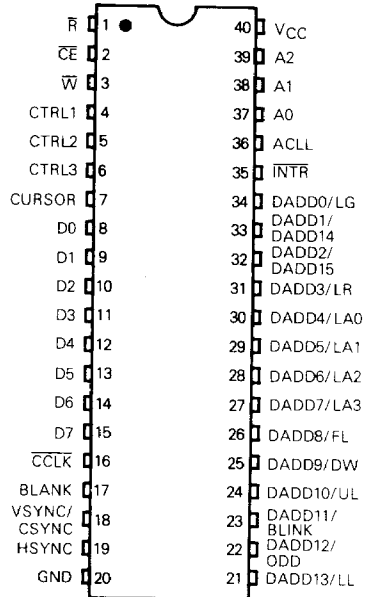 R 1 40 VCC
CE 2 39 A2
W 3 38 A1
CTRL1 4 37 A0
CTRL2 5 36 ACLL
CTRL3 6 35 INTR
CURSOR 7 34 DADD0/LG
D0 8 33 DADD1/
DADD14
D1 9 32 DADD2/
DADD15
D2 10 31 DADD3/LR
D3 11 30 DADD4/LA0
D4 12 29 DADD5/LA1
D5 13 28 DADD6/LA2
D6 14 27 DADD7/LA3
D7 15 26 DADD8/FL
CCLK 16 25 DADD9/DW
BLANK 17 24 DADD10/UL
VSYNC/
CSYNC 18 23 DADD11/
BLINK
HSYNC 19 22 DADD12/
ODD
GND 20 21 DADD13/LL